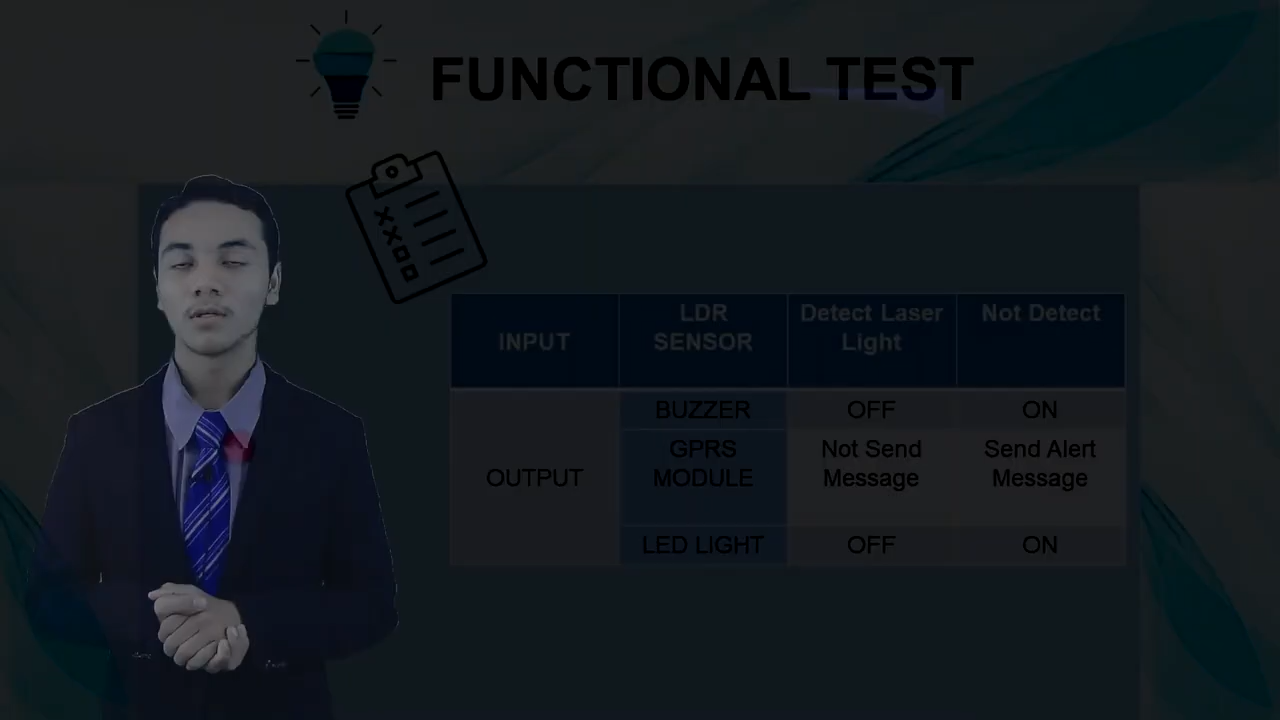 FUNCTIONAL TEST
INPUT
LDR
SENSOR
Detect Laser
Light
Not Detect
OUTPUT
BUZZER
OFF
ON
GPRS
MODULE
Not Send
Message
Send Alert
Message
LED LIGHT
OFF
ON